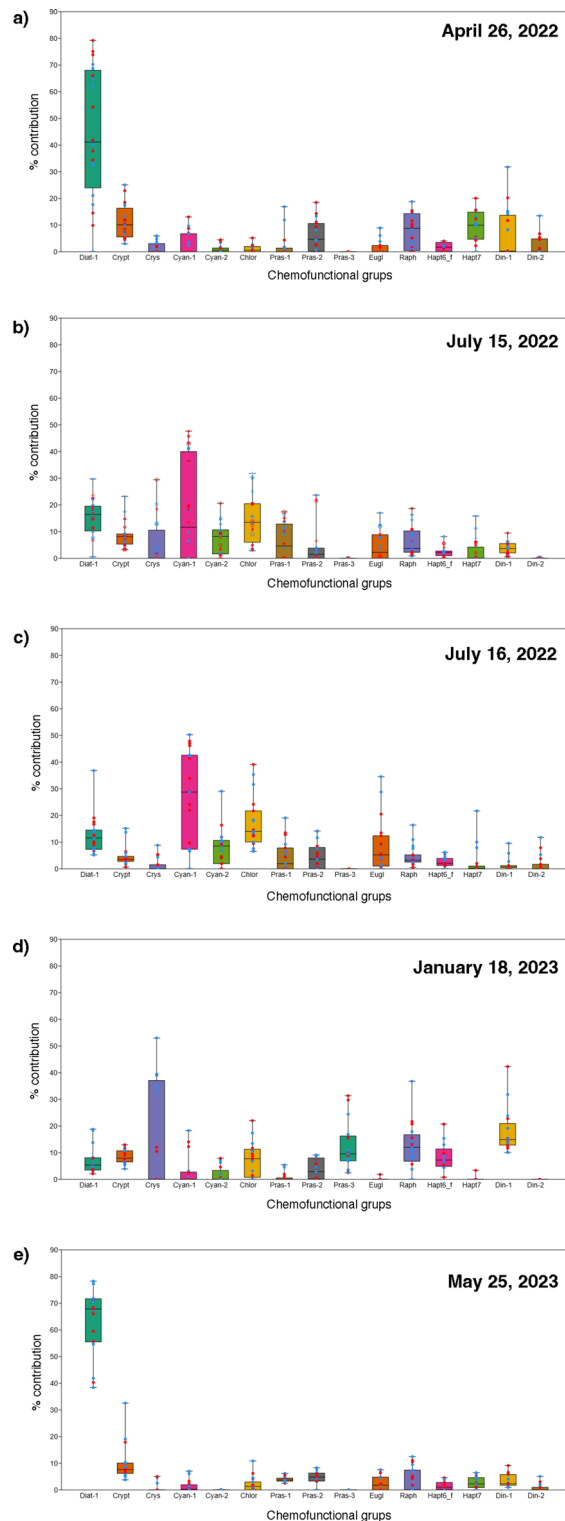 a)
April 26, 2022
% contribution
90
80
70
60
50
40
30
20
10
0
Diat-1 Crypt Crys Cyan-1 Cyan-2 Chlor Pras-1 Pras-2 Pras-3 Eugl Raph Hapt6_f Hapt7 Din-1 Din-2
Chemofunctional grups
b)
July 15, 2022
% contribution
90
80
70
60
50
40
30
20
10
0
Diat-1 Crypt Crys Cyan-1 Cyan-2 Chlor Pras-1 Pras-2 Pras-3 Eugl Raph Hapt6_f Hapt7 Din-1 Din-2
Chemofunctional grups
c)
July 16, 2022
% contribution
90
80
70
60
50
40
30
20
10
0
Diat-1 Crypt Crys Cyan-1 Cyan-2 Chlor Pras-1 Pras-2 Pras-3 Eugl Raph Hapt6_f Hapt7 Din-1 Din-2
Chemofunctional grups
d)
January 18, 2023
% contribution
90
80
70
60
50
40
30
20
10
0
Diat-1 Crypt Crys Cyan-1 Cyan-2 Chlor Pras-1 Pras-2 Pras-3 Eugl Raph Hapt6_f Hapt7 Din-1 Din-2
Chemofunctional grups
e)
May 25, 2023
% contribution
90
80
70
60
50
40
30
20
10
0
Diat-1 Crypt Crys Cyan-1 Cyan-2 Chlor Pras-1 Pras-2 Pras-3 Eugl Raph Hapt6_f Hapt7 Din-1 Din-2
Chemofunctional grups